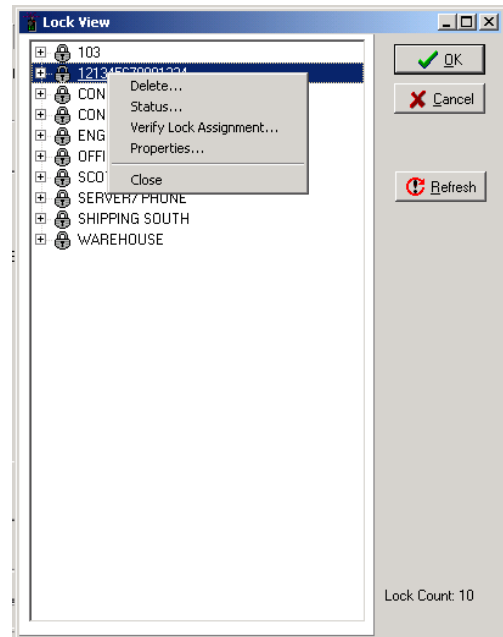 Lock View
103
CON
CON
ENG
OFFI
SCO
SERVER/PHONE
SHIPPING SOUTH
WAREHOUSE
Delete...
Status...
Verify Lock Assignment...
Properties...
Close
OK
Cancel
Refresh
Lock Count: 10